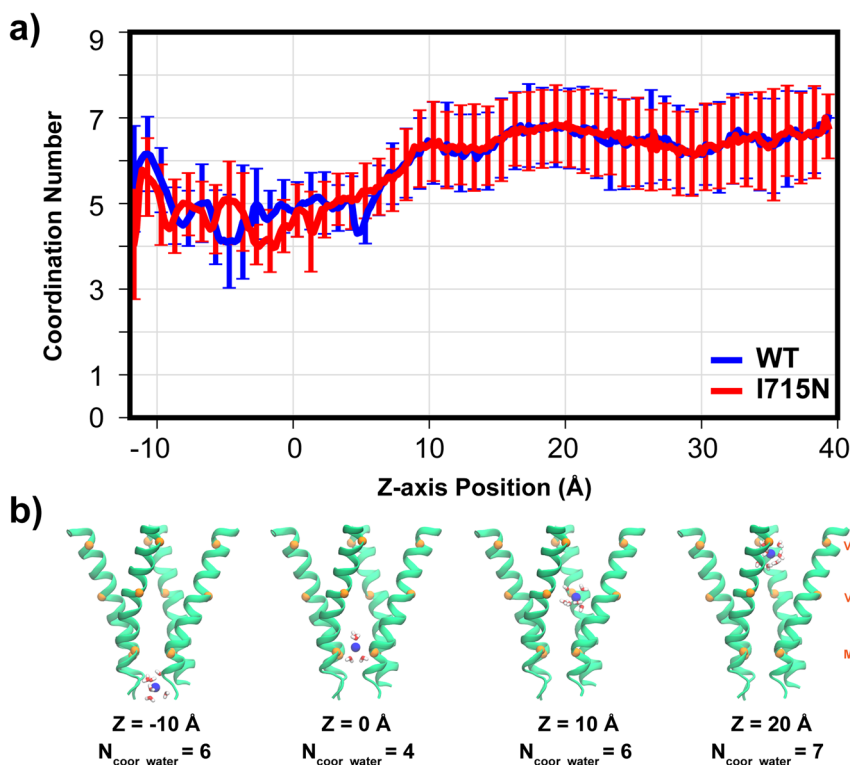 a)
9
7
5
3
1
0
Coordination Number
WT
I715N
-10 0 10 20 30 40
Z-axis Position (Å)
b)
V
V
M
Z = -10 Å Z = 0 Å Z = 10 Å Z = 20 Å
N_coor_water = 6 N_coor_water = 4 N_coor_water = 6 N_coor_water = 7